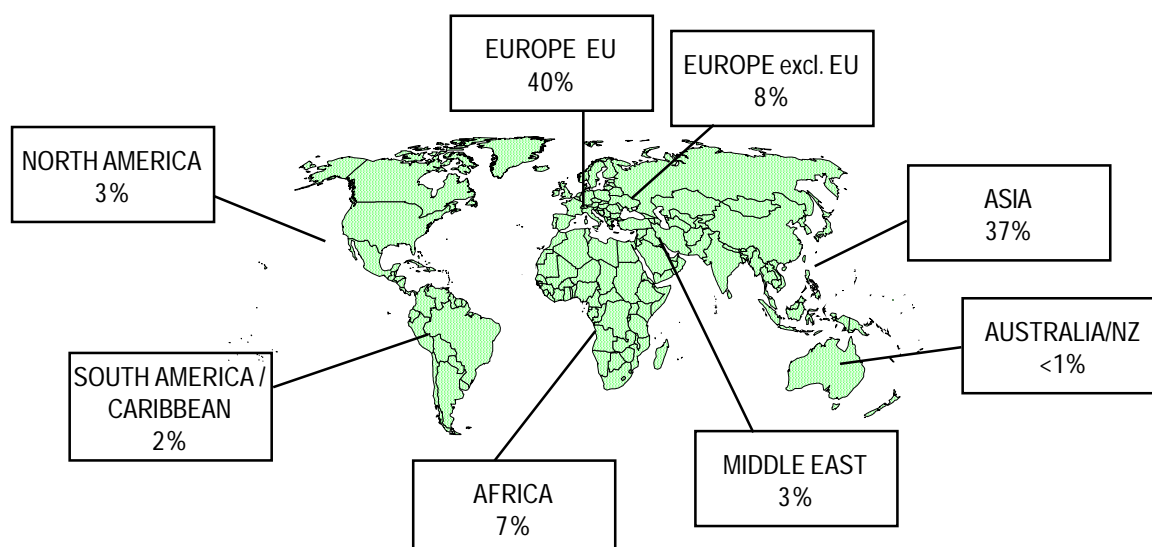 EUROPE EU
40%
EUROPE excl. EU
8%
NORTH AMERICA
3%
ASIA
37%
AUSTRALIA/NZ
<1%
SOUTH AMERICA /
CARIBBEAN
2%
MIDDLE EAST
3%
AFRICA
7%